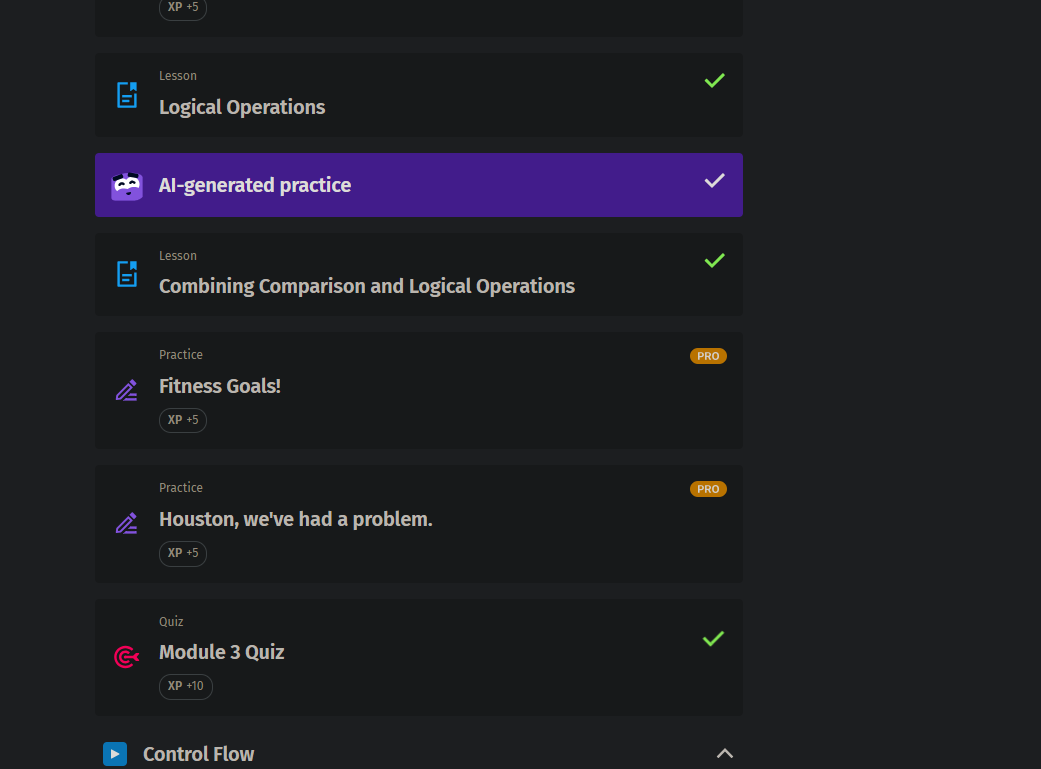 XP +5
Lesson
Logical Operations
AI-generated practice
Lesson
Combining Comparison and Logical Operations
Practice
PRO
Fitness Goals!
XP +5
Practice
PRO
Houston, we've had a problem.
XP +5
Quiz
Module 3 Quiz
XP +10
Control Flow